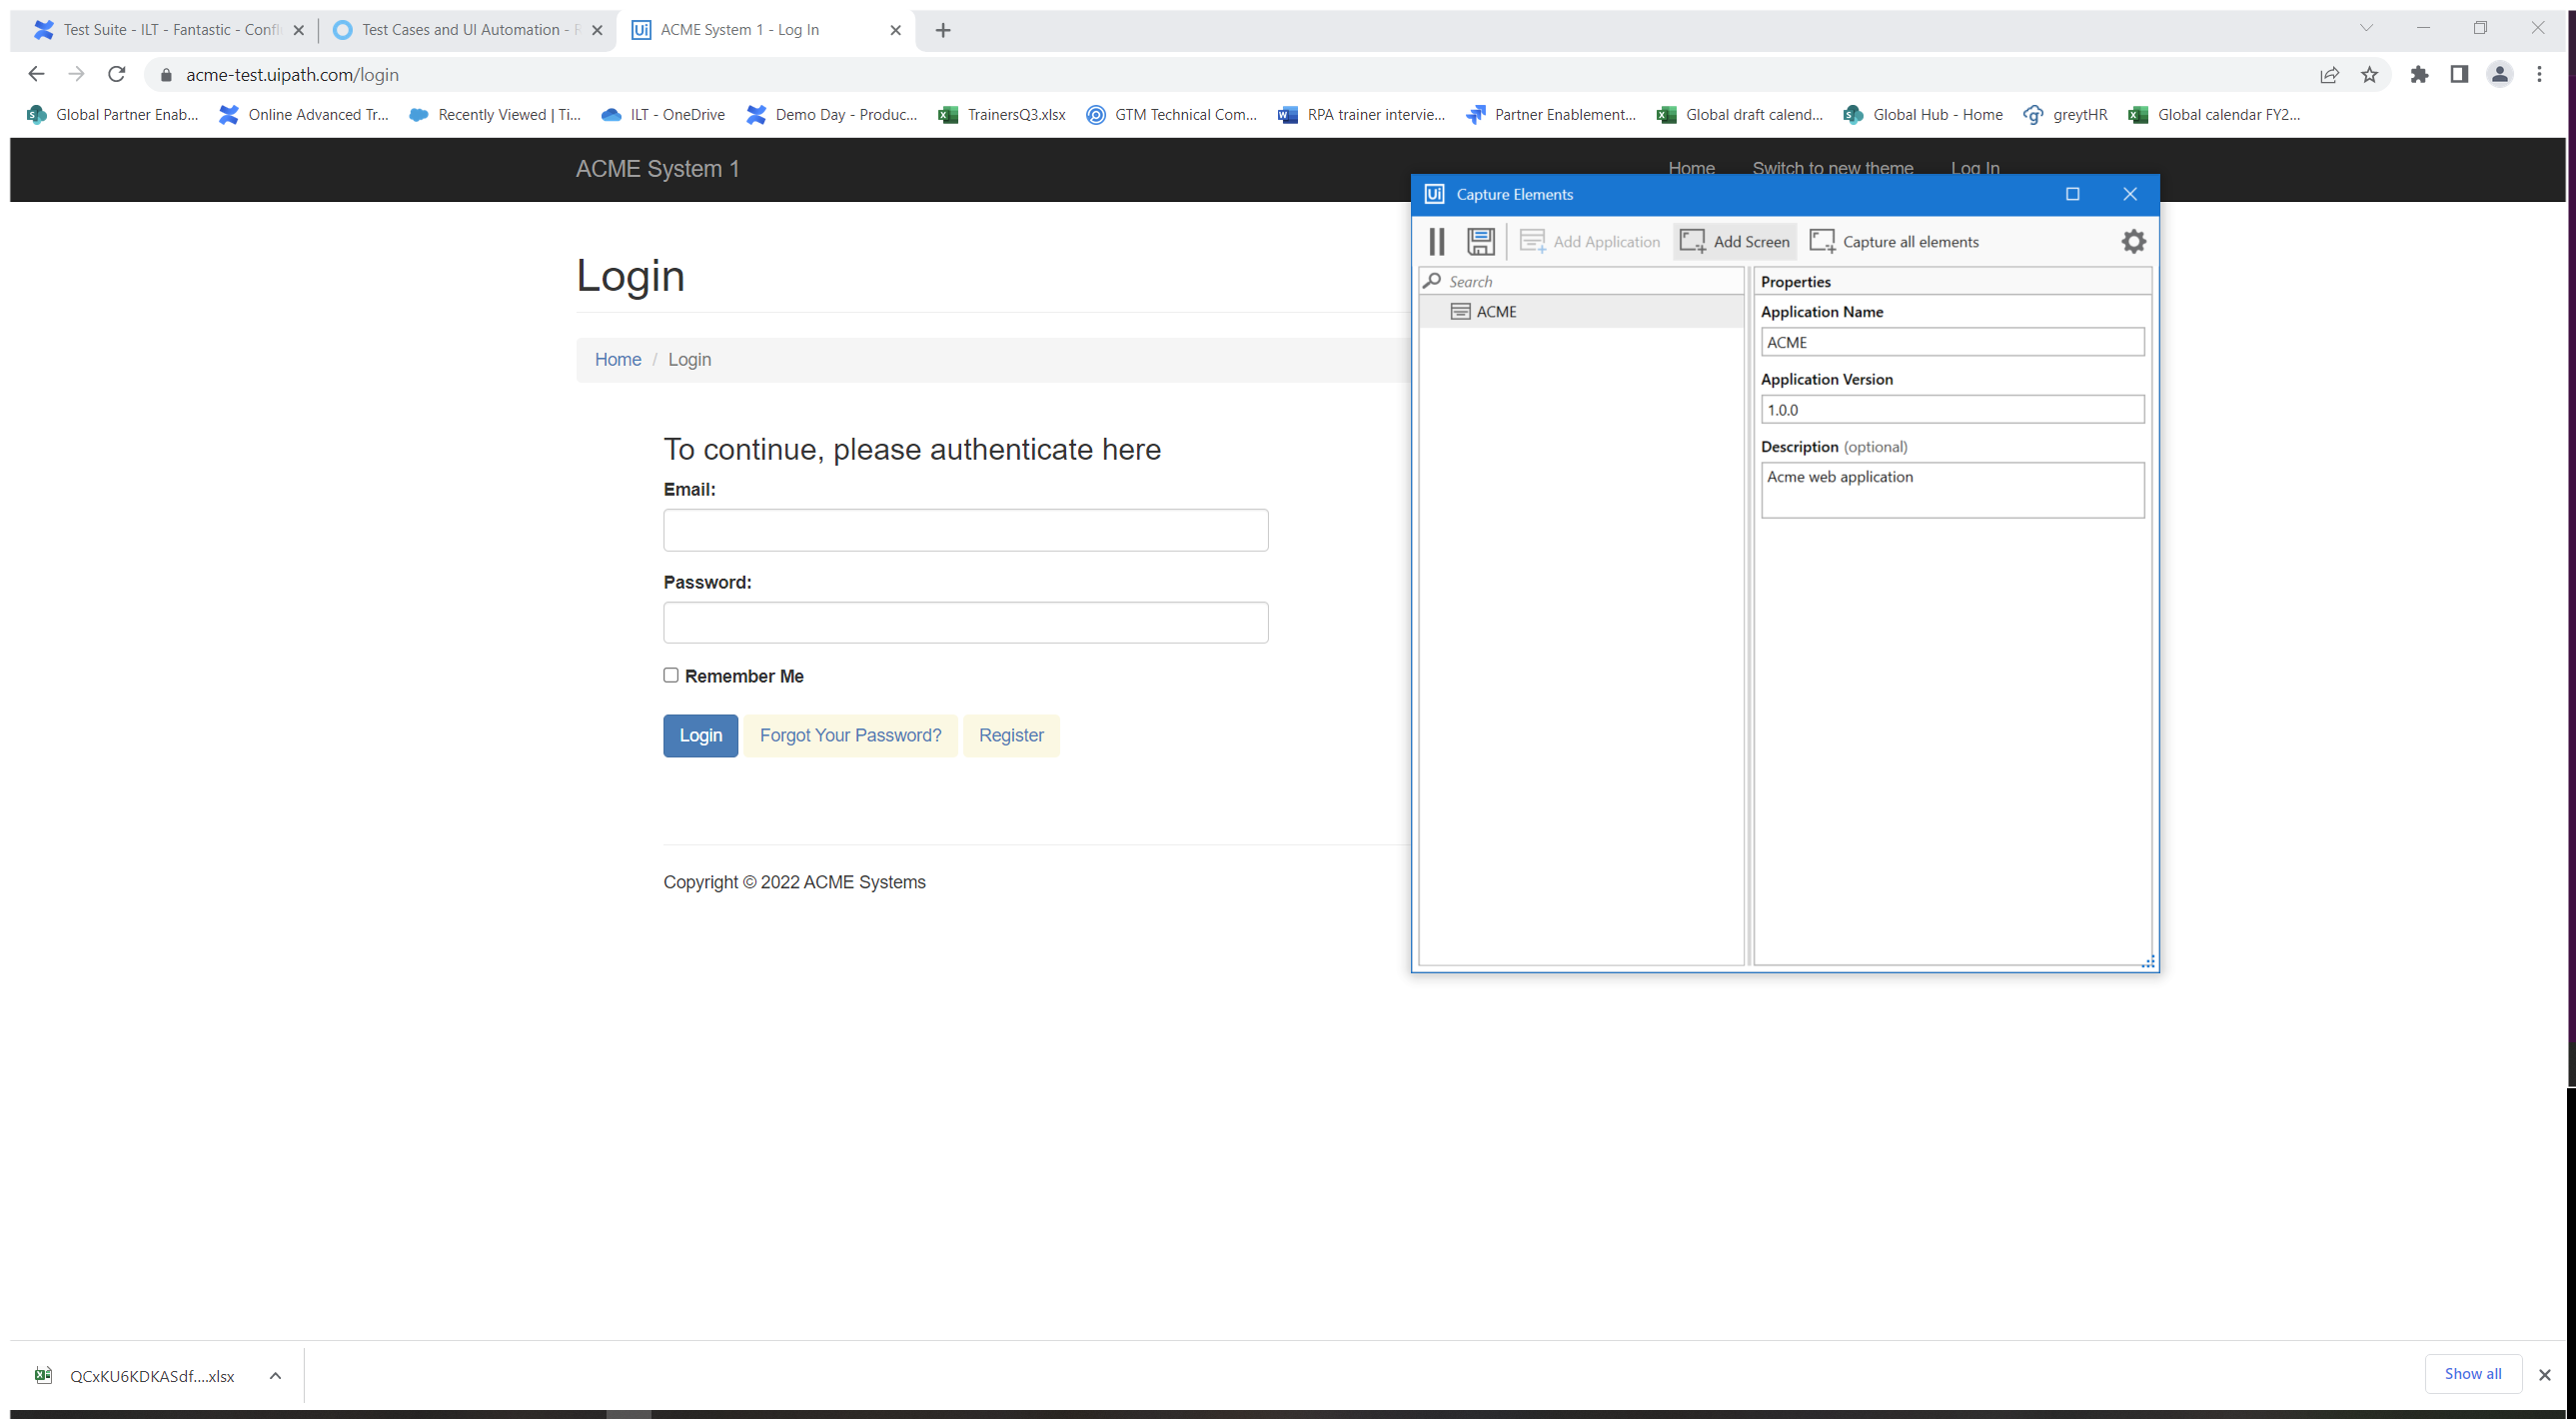 Test Suite - ILT - Fantastic - Confl
Test Cases and UI Automation - R
Ui ACME System 1 - Log In
acme-test.uipath.com/login
Global Partner Enab... Online Advanced Tr... Recently Viewed | Ti... ILT - OneDrive Demo Day - Produc... TrainersQ3.xlsx GTM Technical Com... RPA trainer intervie... Partner Enablement... Global draft calend... Global Hub - Home greytHR Global calendar FY2...
ACME System 1
Home Switch to new theme Log In
Login
Home / Login
To continue, please authenticate here
Email:
Password:
Remember Me
Login Forgot Your Password? Register
Copyright © 2022 ACME Systems
Ui Capture Elements
Add Application Add Screen Capture all elements
Search
ACME
Properties
Application Name
ACME
Application Version
1.0.0
Description (optional)
Acme web application
QCxKU6KDKASdf....xlsx
Show all